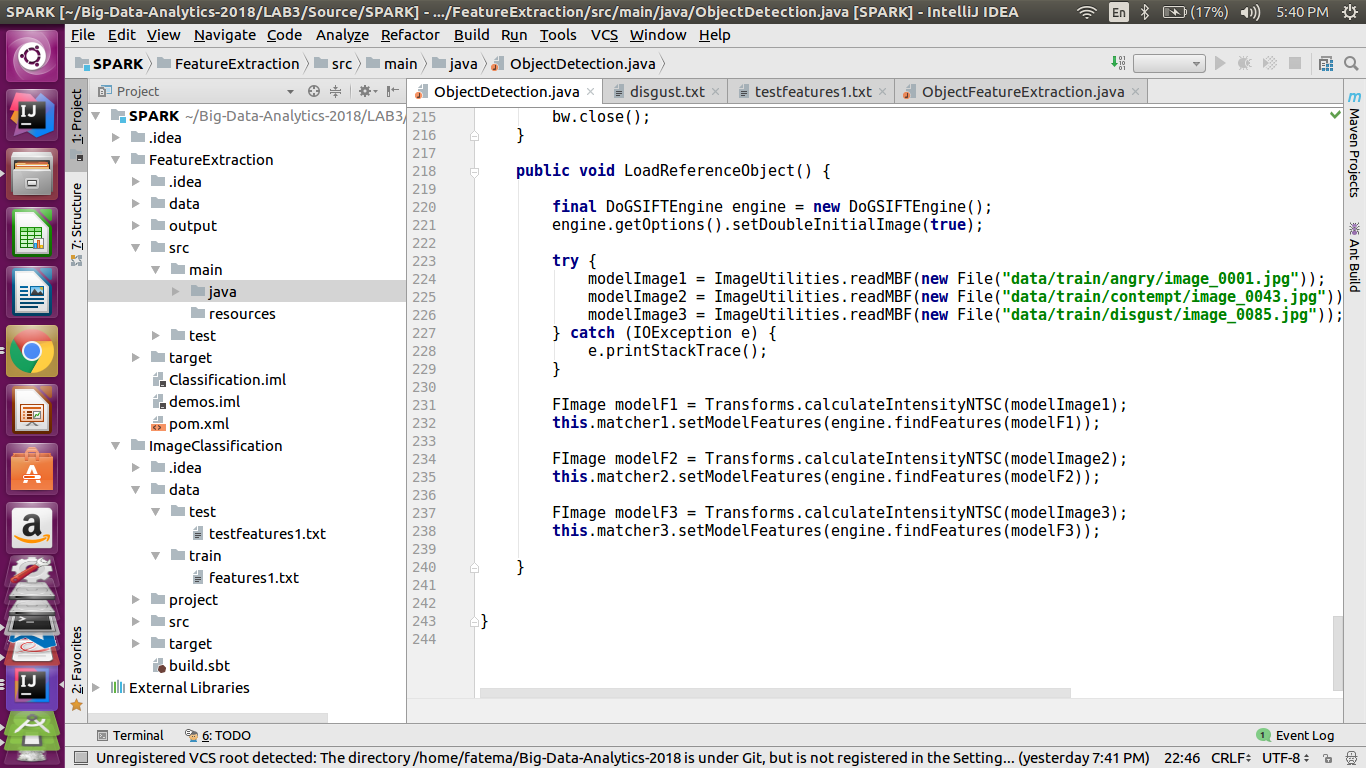 SPARK [~/Big-Data-Analytics-2018/LAB3/Source/SPARK] - .../FeatureExtraction/src/main/java/ObjectDetection.java [SPARK] - IntelliJ IDEA En (17%) 5:40 PM
File Edit View Navigate Code Analyze Refactor Build Run Tools VCS Window Help
SPARK FeatureExtraction src main java ObjectDetection.java
Project
ObjectDetection.java disgust.txt testfeatures1.txt ObjectFeatureExtraction.java
1: Project
7: Structure
2: Favorites
SPARK ~/Big-Data-Analytics-2018/LAB3/
.idea
FeatureExtraction
.idea
data
output
src
main
java
resources
test
target
Classification.iml
demos.iml
pom.xml
ImageClassification
.idea
data
test
testfeatures1.txt
train
features1.txt
project
src
target
build.sbt
External Libraries
215 bw.close();
216 }
217
218 public void LoadReferenceObject() {
219
220 final DoGSIFTEngine engine = new DoGSIFTEngine();
221 engine.getOptions().setDoubleInitialImage(true);
222
223 try {
224 modelImage1 = ImageUtilities.readMBF(new File("data/train/angry/image_0001.jpg"));
225 modelImage2 = ImageUtilities.readMBF(new File("data/train/contempt/image_0043.jpg"))
226 modelImage3 = ImageUtilities.readMBF(new File("data/train/disgust/image_0085.jpg"));
227 } catch (IOException e) {
228 e.printStackTrace();
229 }
230
231 FImage modelF1 = Transforms.calculateIntensityNTSC(modelImage1);
232 this.matcher1.setModelFeatures(engine.findFeatures(modelF1));
233
234 FImage modelF2 = Transforms.calculateIntensityNTSC(modelImage2);
235 this.matcher2.setModelFeatures(engine.findFeatures(modelF2));
236
237 FImage modelF3 = Transforms.calculateIntensityNTSC(modelImage3);
238 this.matcher3.setModelFeatures(engine.findFeatures(modelF3));
239
240 }
241
242
243 }
244
Maven Projects
Ant Build
Terminal 6: TODO 1 Event Log
Unregistered VCS root detected: The directory /home/fatema/Big-Data-Analytics-2018 is under Git, but is not registered in the Setting... (yesterday 7:41 PM) 22:46 CRLF UTF-8